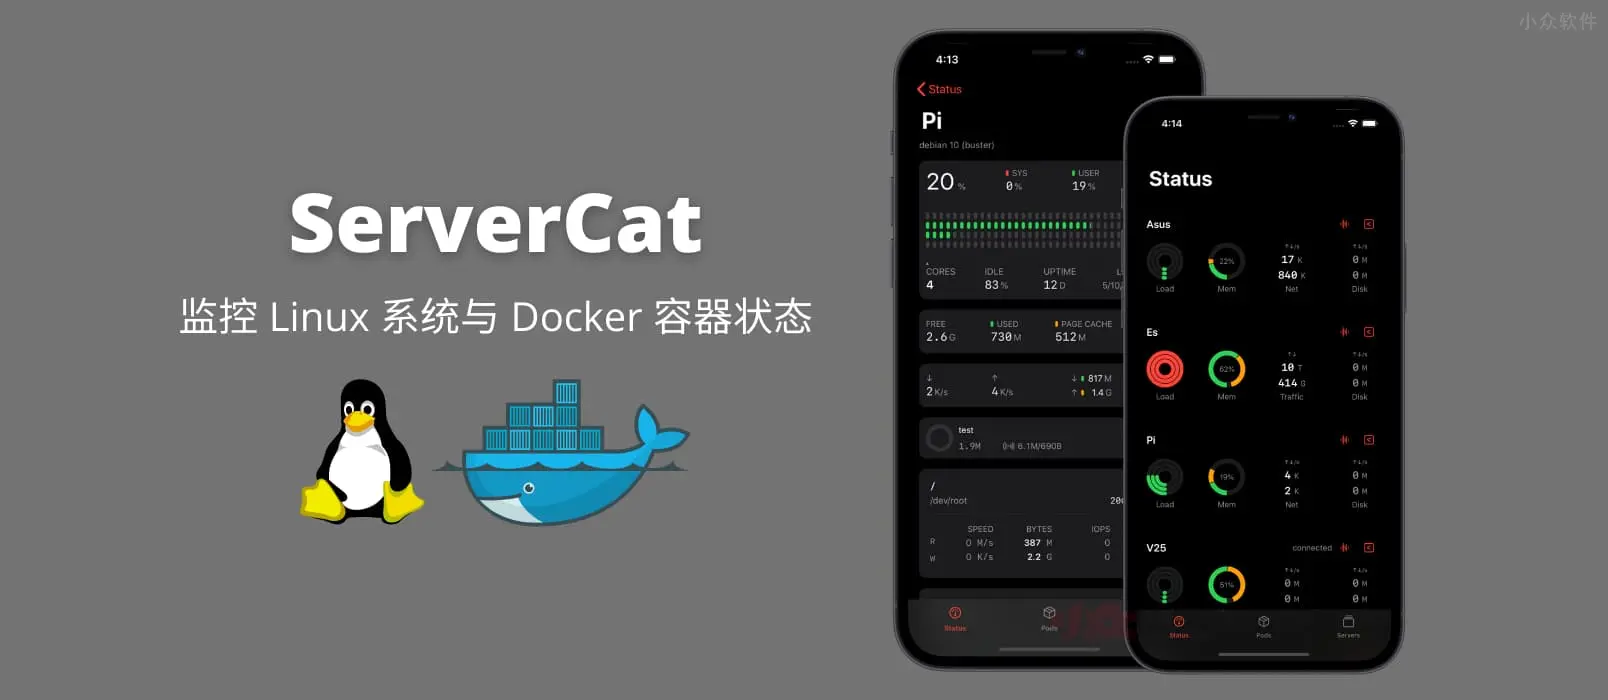 小众软件
ServerCat
监控 Linux 系统与 Docker 容器状态
4:13
Status
Pi
debian 10 (buster)
20 % SYS 0 % USER 19 %
CORES IDLE UPTIME
4 83 % 12 D 5/10
FREE USED PAGE CACHE
2.6 G 730 M 512 M
↓ ↑ ↓ 817 M
2 K/s 4 K/s ↑ 1.4 G
test
1.9M 6.1M/690B
/
/dev/root
SPEED BYTES IOPS
R 0 M/s 387 M 0
W 0 K/s 2.2 G 0
Status Pods
4:14
Status
Asus
↑↓/s ↑↓/s
22% 17 K 0 M
840 K 0 M
Load Mem Net Disk
Es
↑↓ ↑↓/s
62% 10 T 0 M
414 G 0 M
Load Mem Traffic Disk
Pi
↑↓/s ↑↓/s
19% 4 K 0 M
2 K 0 M
Load Mem Net Disk
V25 connected
↑↓/s ↑↓/s
51% 0 M 0 M
0 M 0 M
Status Pods Servers